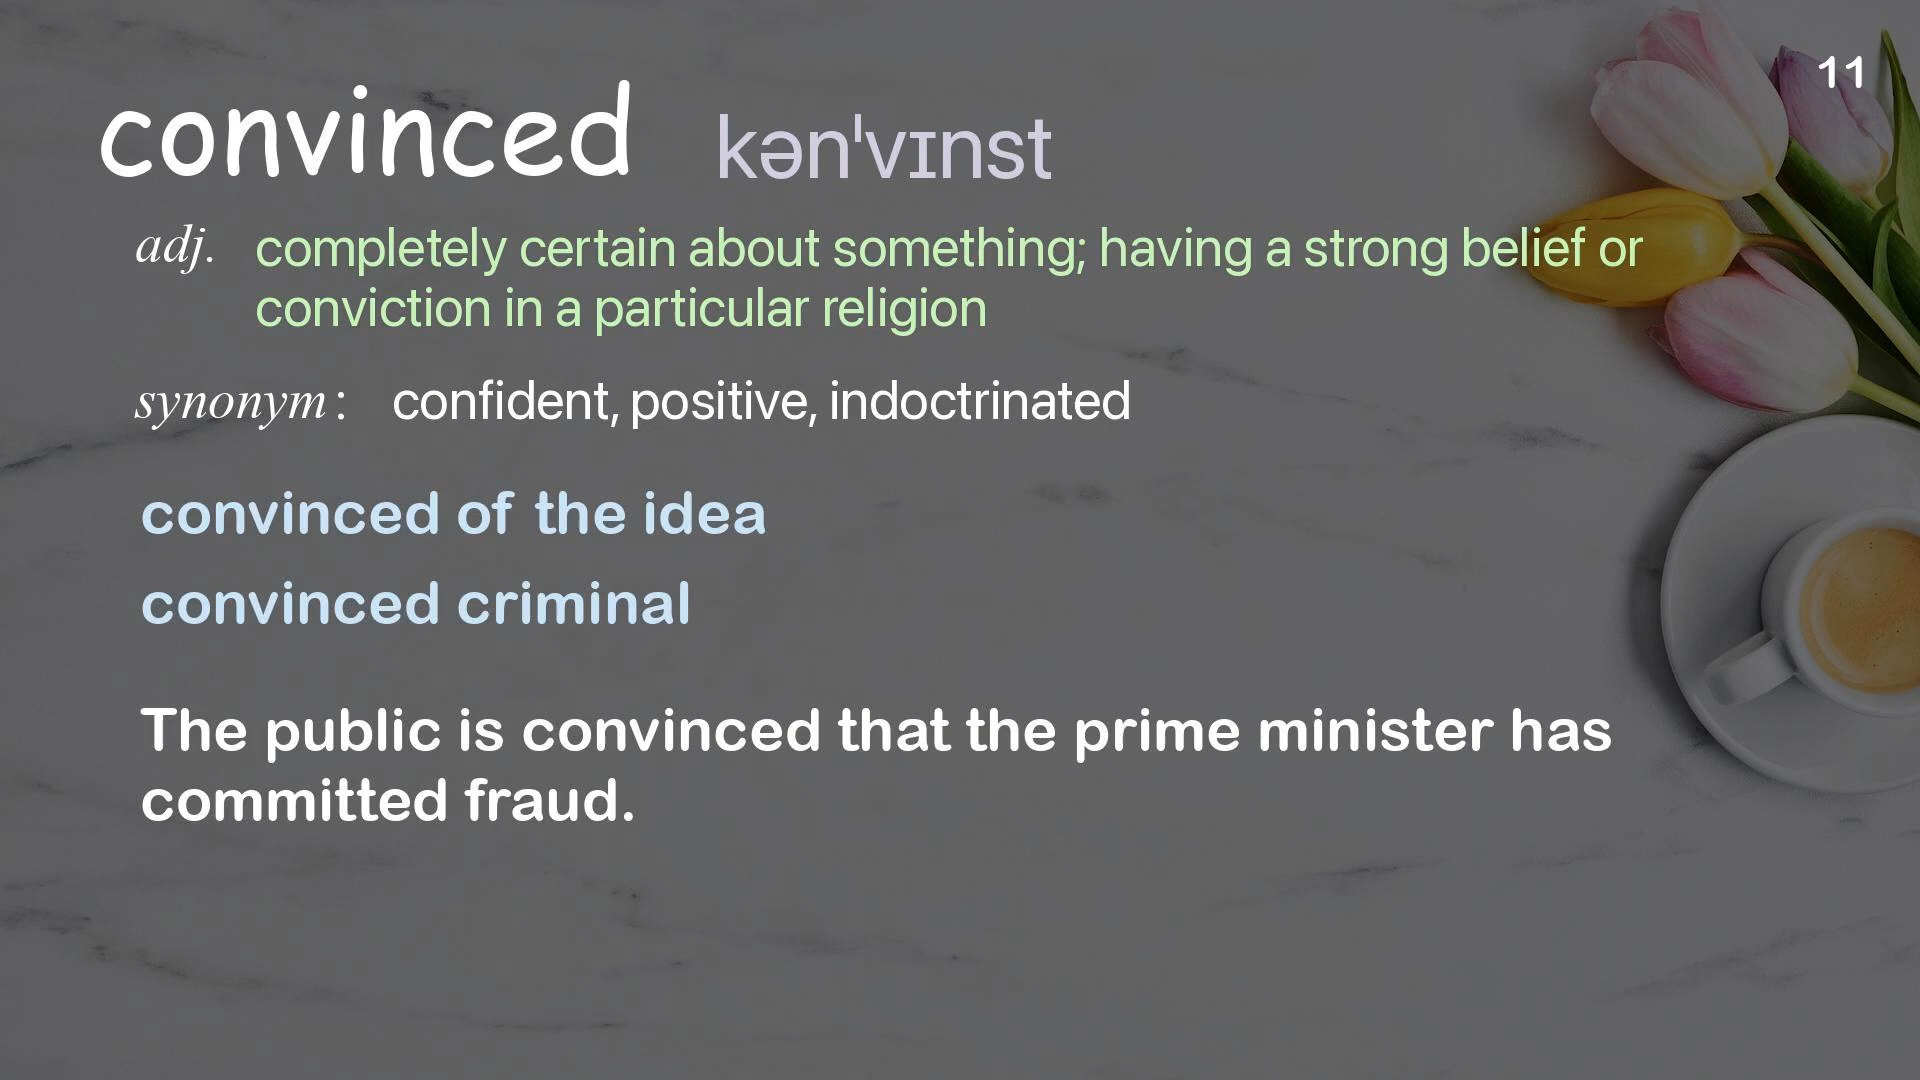 11
convinced kən'vɪnst
adj. completely certain about something; having a strong belief or
conviction in a particular religion
synonym: confident, positive, indoctrinated
convinced of the idea
convinced criminal
The public is convinced that the prime minister has
committed fraud.